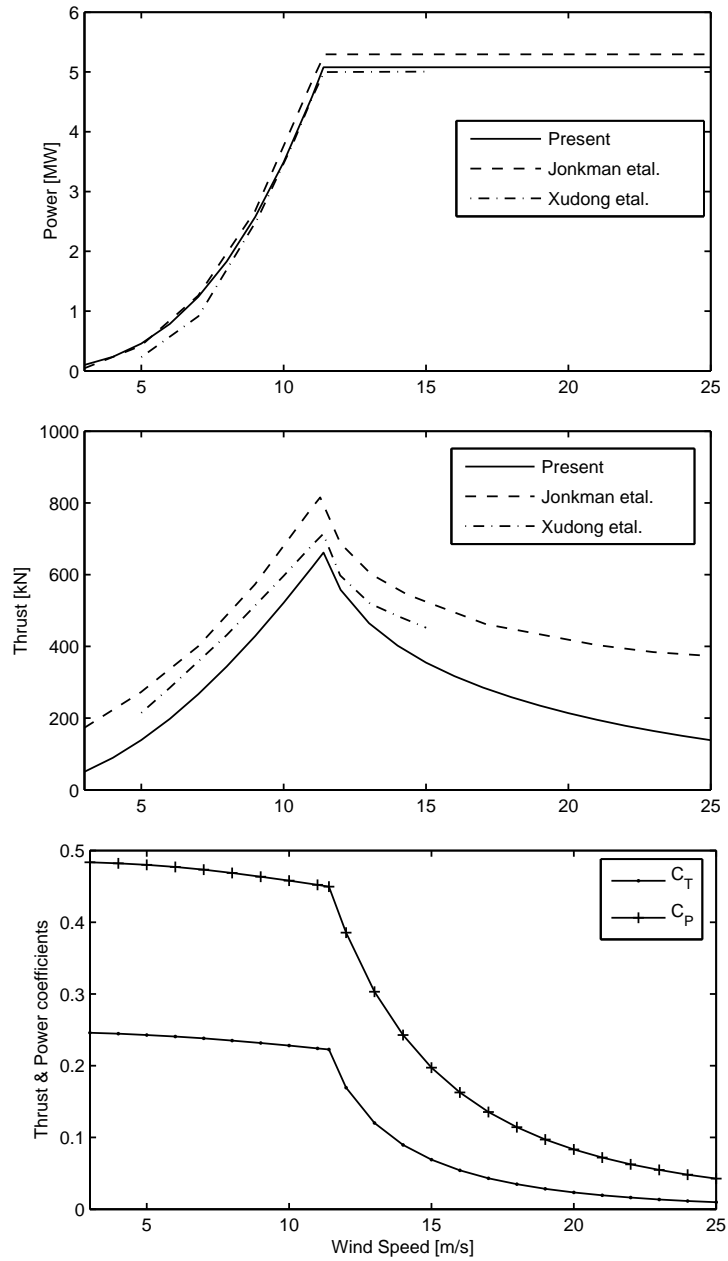 6
5
4
3
2
1
0
Power [MW]
Present
Jonkman etal.
Xudong etal.
5
10
15
20
25
1000
800
600
400
200
0
Thrust [kN]
Present
Jonkman etal.
Xudong etal.
5
10
15
20
25
0.5
0.4
0.3
0.2
0.1
0
Thrust & Power coefficients
C_T
C_P
5
10
15
20
25
Wind Speed [m/s]